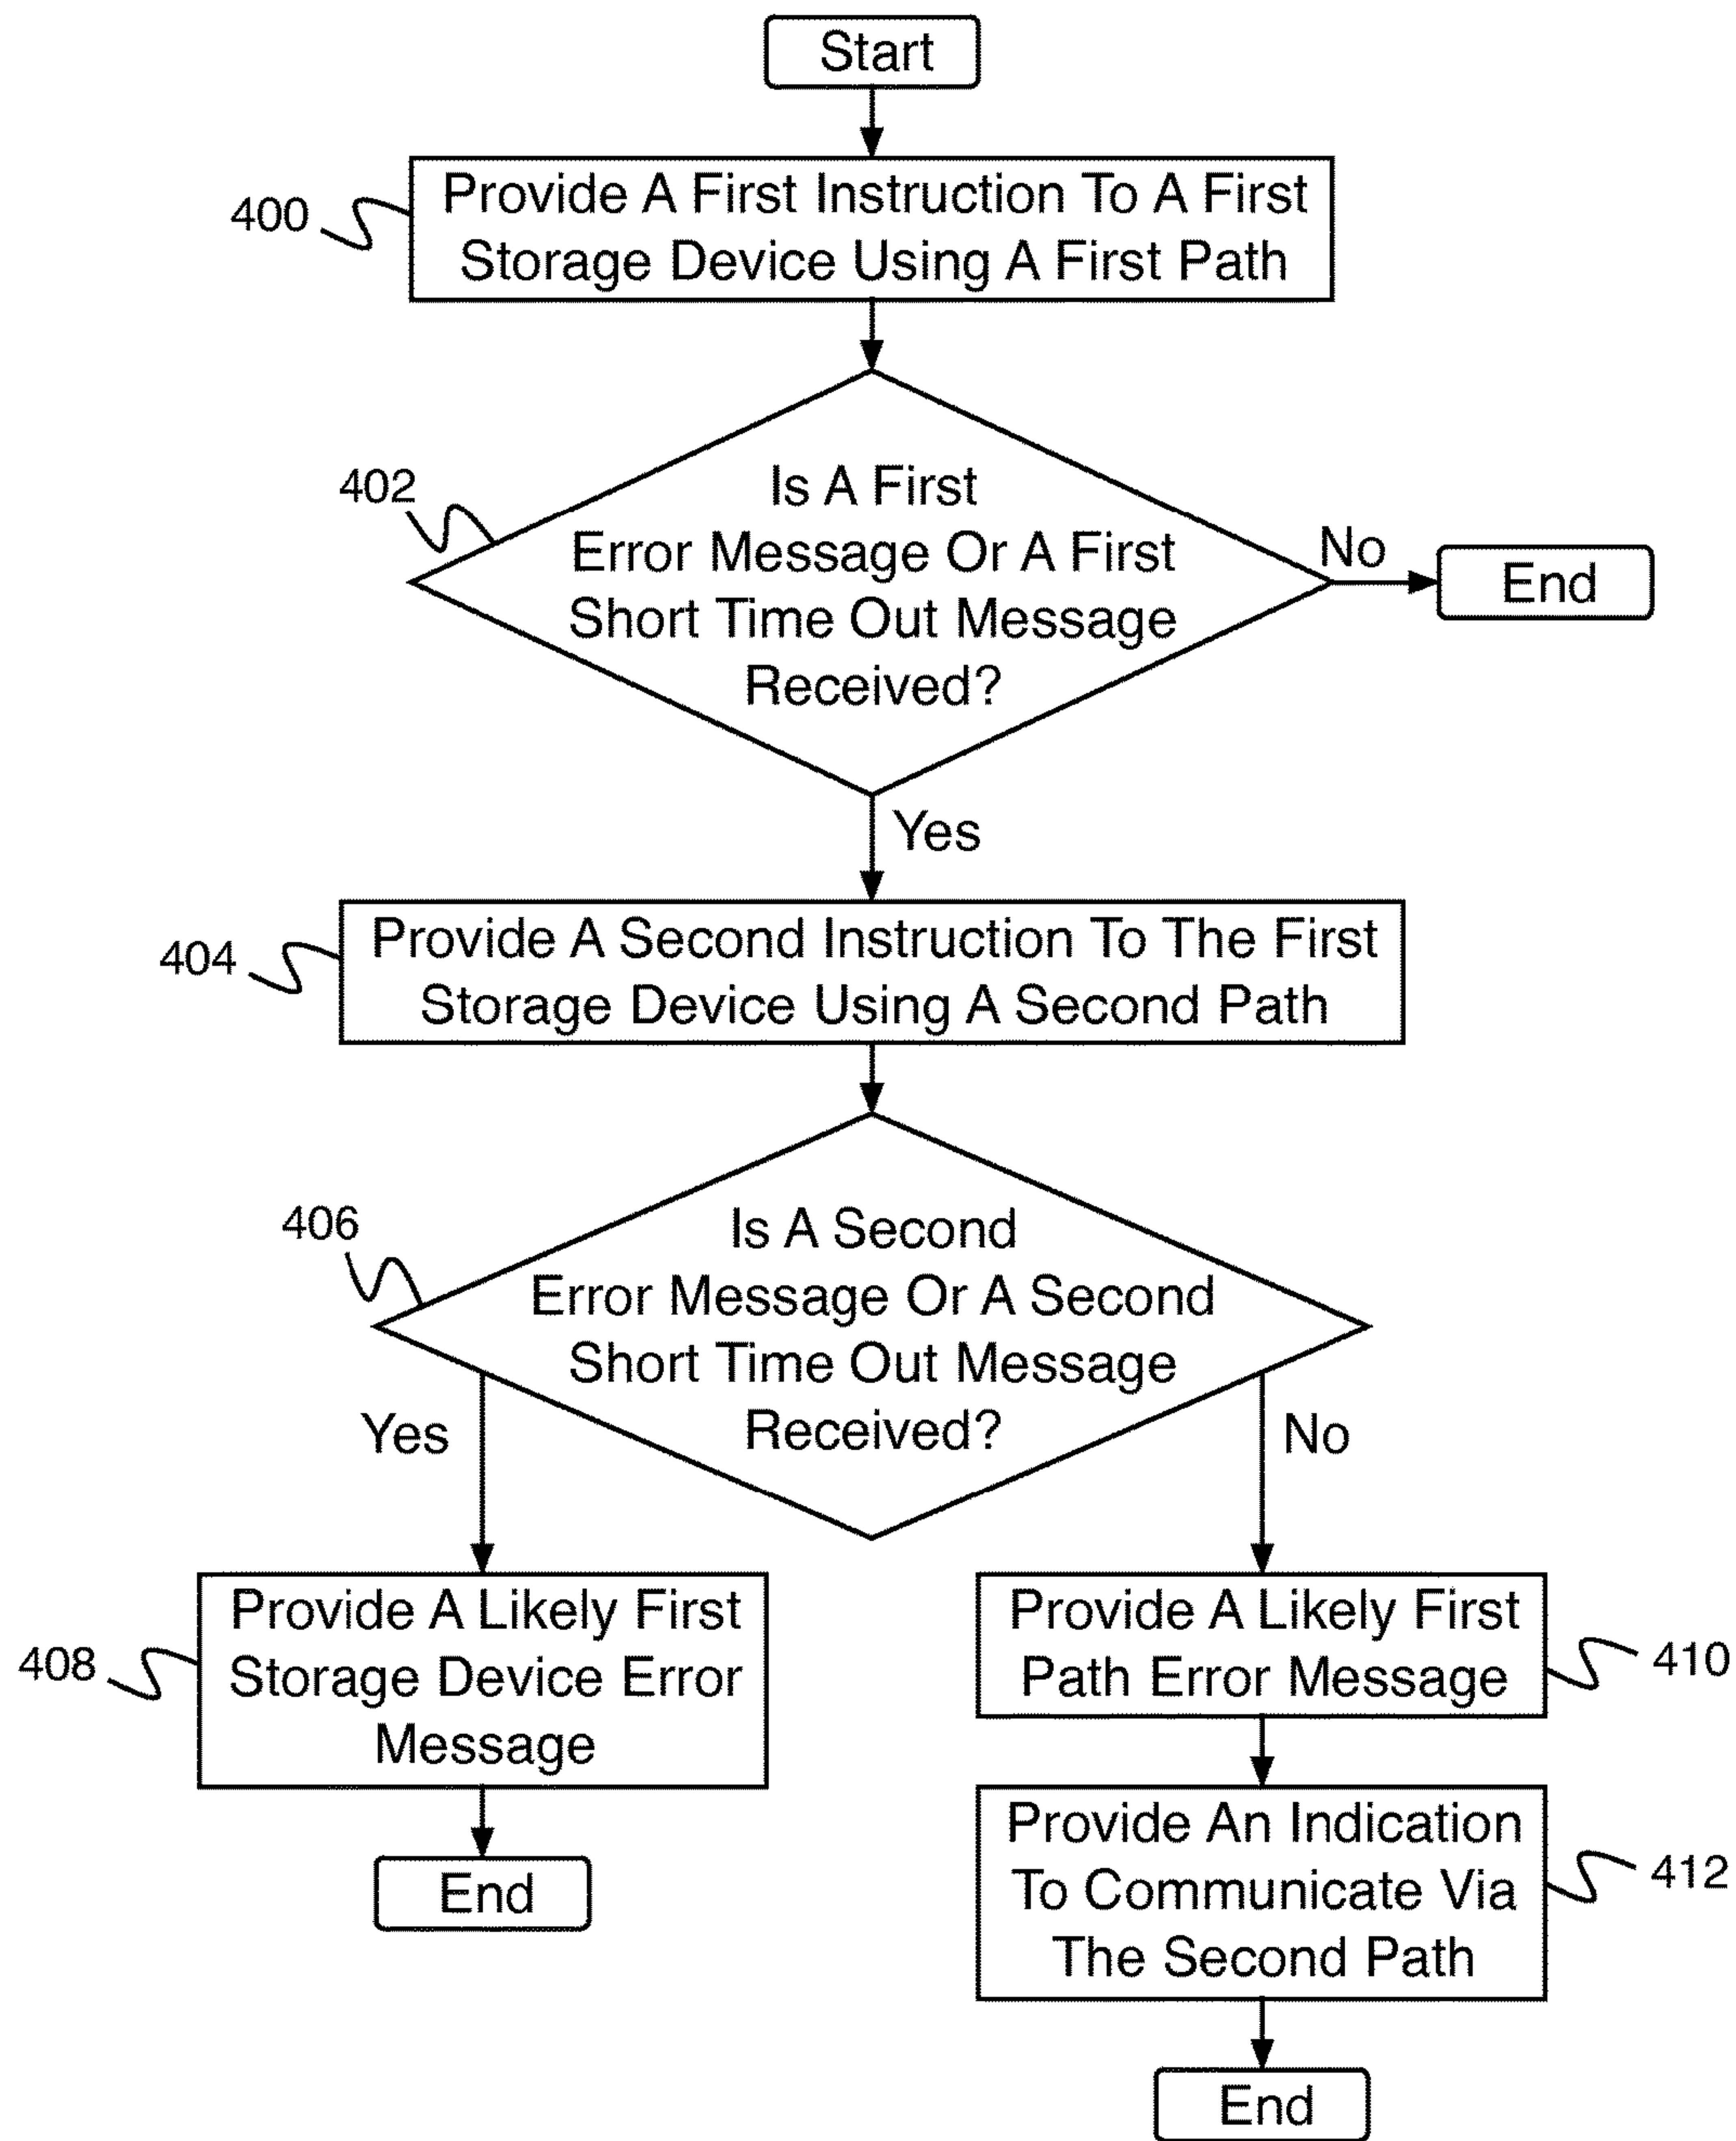 Start
400
Provide A First Instruction To A First
Storage Device Using A First Path
402
Is A First
Error Message Or A First
Short Time Out Message
Received?
No
End
Yes
404
Provide A Second Instruction To The First
Storage Device Using A Second Path
406
Is A Second
Error Message Or A Second
Short Time Out Message
Received?
Yes
No
408
Provide A Likely First
Storage Device Error
Message
End
Provide A Likely First
Path Error Message
410
Provide An Indication
To Communicate Via
The Second Path
412
End